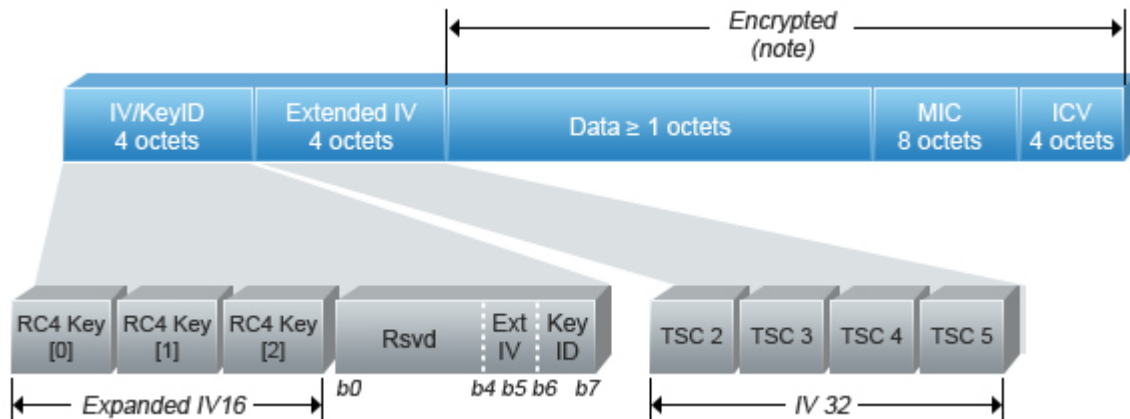 Encrypted
(note)
IV/KeyID
4 octets
Extended IV
4 octets
Data ≥ 1 octets
MIC
8 octets
ICV
4 octets
RC4 Key
[0]
RC4 Key
[1]
RC4 Key
[2]
Rsvd
Ext
IV
Key
ID
TSC 2
TSC 3
TSC 4
TSC 5
b0
b4
b5
b6
b7
Expanded IV16
IV 32